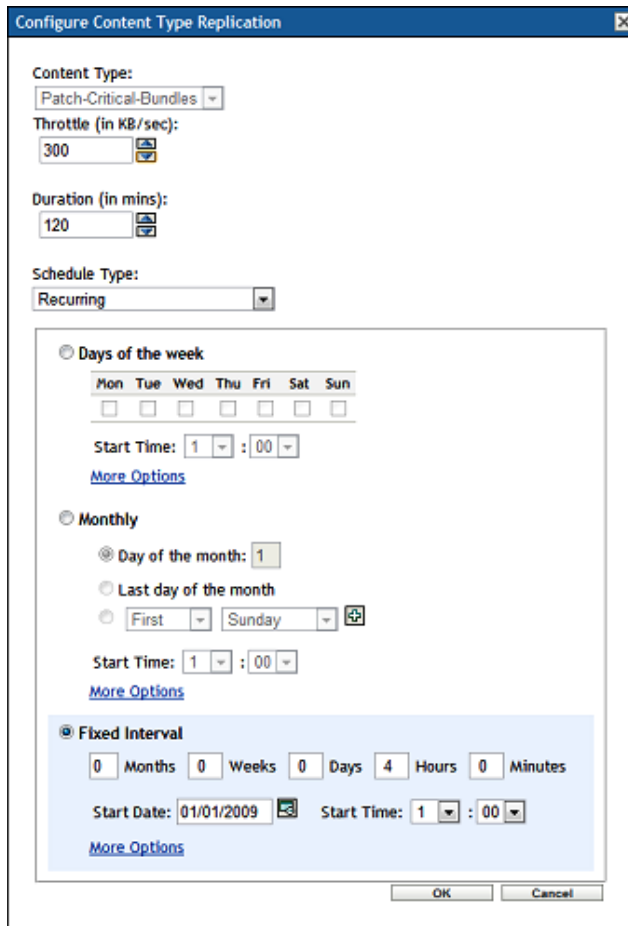 Configure Content Type Replication
Content Type:
Patch-Critical-Bundles
Throttle (in KB/sec):
300
Duration (in mins):
120
Schedule Type:
Recurring
Days of the week
Mon Tue Wed Thu Fri Sat Sun
Start Time: 1 : 00
More Options
Monthly
Day of the month: 1
Last day of the month
First Sunday
Start Time: 1 : 00
More Options
Fixed Interval
0 Months 0 Weeks 0 Days 4 Hours 0 Minutes
Start Date: 01/01/2009 Start Time: 1 : 00
More Options
OK Cancel